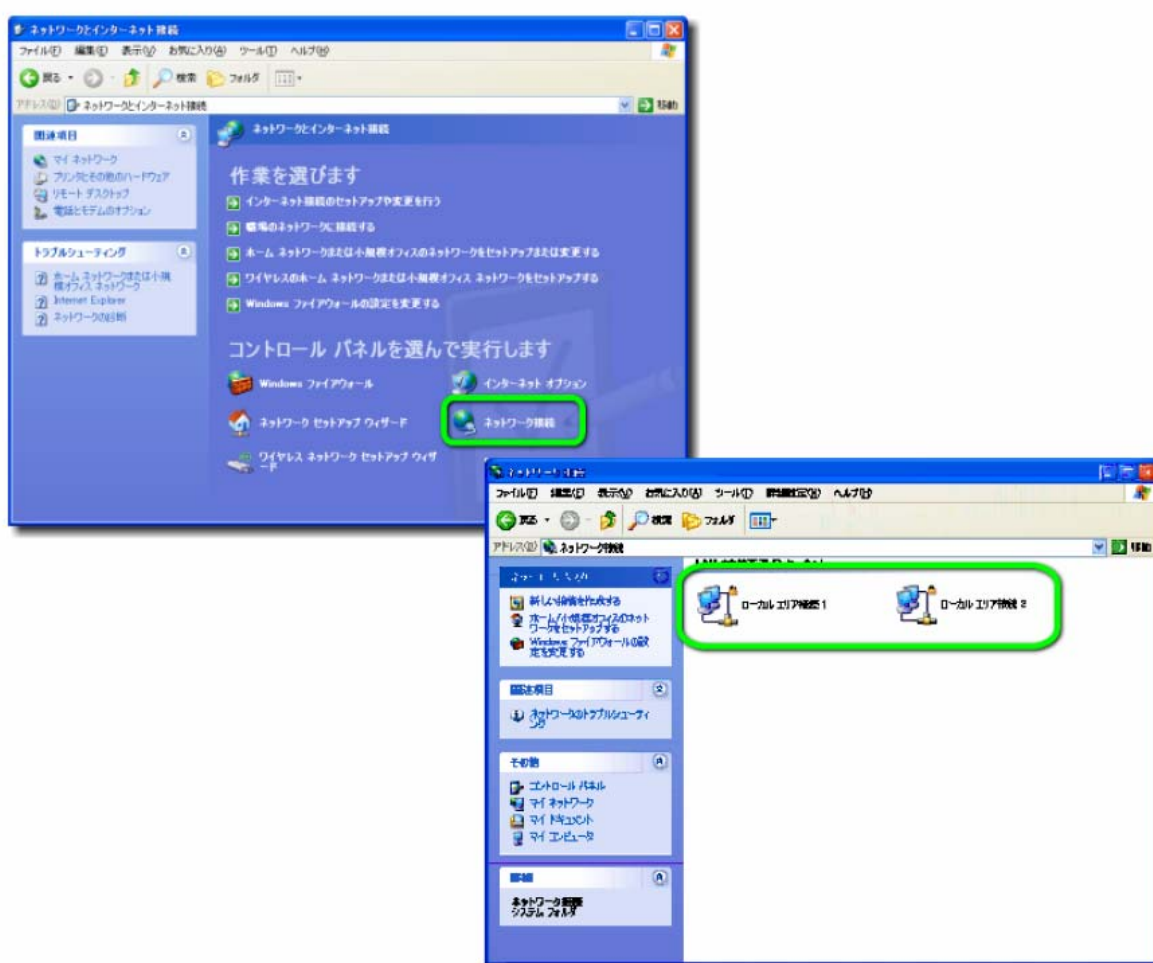 ネットワークとインターネット接続
ファイル(F) 編集(E) 表示(V) お気に入り(A) ツール(T) ヘルプ(H)
戻る 検索 フォルダ
アドレス(D) ネットワークとインターネット接続 移動
関連項目
マイ ネットワーク
プリンタとその他のハードウェア
リモート デスクトップ
電話とモデムのオプション
トラブルシューティング
ホーム ネットワークまたは小規
模オフィス ネットワーク
Internet Explorer
ネットワークの診断
ネットワークとインターネット接続
作業を選びます
インターネット接続のセットアップや変更を行う
職場のネットワークに接続する
ホーム ネットワークまたは小規模オフィスのネットワークをセットアップまたは変更する
ワイヤレスのホーム ネットワークまたは小規模オフィス ネットワークをセットアップする
Windows ファイアウォールの設定を変更する
コントロール パネルを選んで実行します
Windows ファイアウォール インターネット オプション
ネットワーク セットアップ ウィザード ネットワーク接続
ワイヤレス ネットワーク セットアップ ウィザ
ード
ネットワーク接続
ファイル(F) 編集(E) 表示(V) お気に入り(A) ツール(T) 詳細設定(N) ヘルプ(H)
戻る 検索 フォルダ
アドレス(D) ネットワーク接続 移動
新しい接続を作成する
ホーム/小規模オフィスのネット
ワークをセットアップする
Windows ファイアウォールの設
定を変更する
関連項目
ネットワークのトラブルシューティ
ング
その他
コントロール パネル
マイ ネットワーク
マイ ドキュメント
マイ コンピュータ
詳細
ネットワーク接続
システム フォルダ
ローカル エリア接続 1 ローカル エリア接続 2